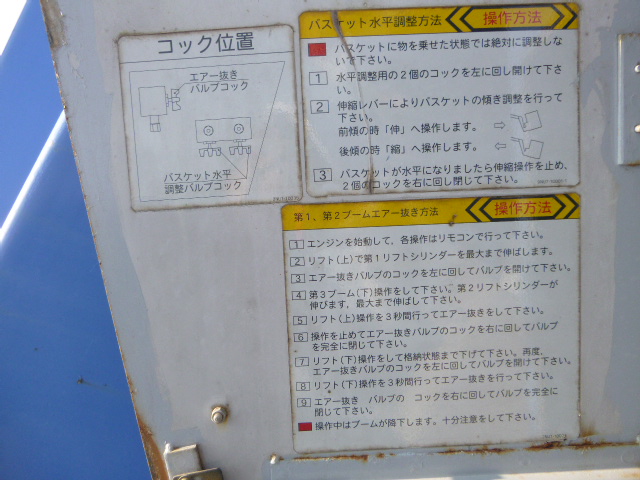 コック位置
エアー抜き
バルブコック
バスケット水平
調整バルブコック
バスケット水平調整方法
操作方法
バスケットに物を乗せた状態では絶対に調整しな
いで下さい。
1 水平調整用の2個のコックを左に回し開けて下さ
い。
2 伸縮レバーによりバスケットの傾き調整を行って
下さい。
前傾の時「伸」へ操作します。
後傾の時「縮」へ操作します。
3 バスケットが水平になりましたら伸縮操作を止め、
2個のコックを右に回し閉じて下さい。
第1、第2ブームエアー抜き方法
操作方法
1 エンジンを始動して、各操作はリモコンで行って下さい。
2 リフト(上)で第1リフトシリンダーを最大まで伸ばします。
3 エアー抜きバルブのコックを左に回してバルブを開けて下さい。
4 第3ブーム(下)操作をして下さい。第2リフトシリンダーが
伸びます、最大まで伸ばして下さい。
5 リフト(上)操作を3秒間行ってエアー抜きをして下さい。
6 操作を止めてエアー抜きバルブのコックを右に回してバルブ
を完全に閉じて下さい。
7 リフト(下)操作をして格納状態まで下げて下さい。再度、
エアー抜きバルブのコックを左に回してバルブを開けて下さい。
8 リフト(下)操作を3秒間行ってエアー抜きを行って下さい。
9 エアー抜き バルブの コックを右に回してバルブを完全に
閉じて下さい。
操作中はブームが降下します。十分注意をして下さい。